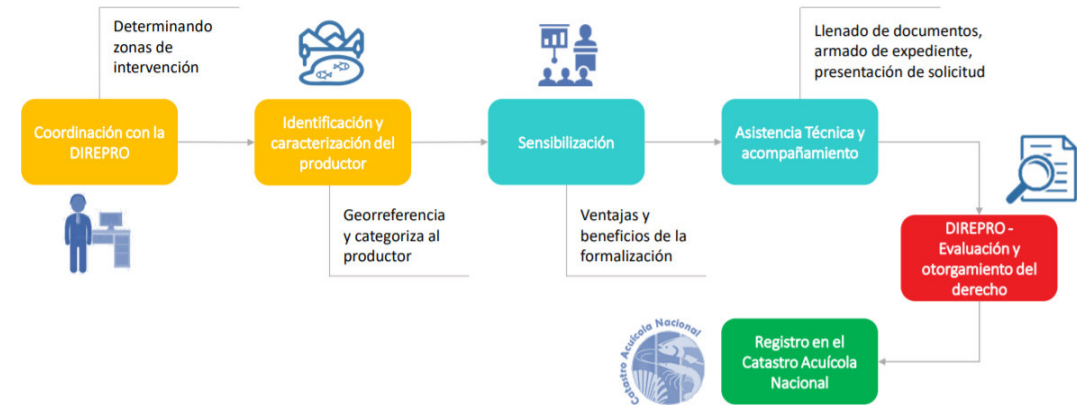 Determinando
zonas de
intervención
Llenado de documentos,
armado de expediente,
presentación de solicitud
Coordinación con la
DIREPRO
Identificación y
caracterización del
productor
Sensibilización
Asistencia Técnica y
acompañamiento
Georreferencia
y categoriza al
productor
Ventajas y
beneficios de la
formalización
DIREPRO -
Evaluación y
otorgamiento del
derecho
Catastro Acuícola Nacional
Registro en el
Catastro Acuícola
Nacional